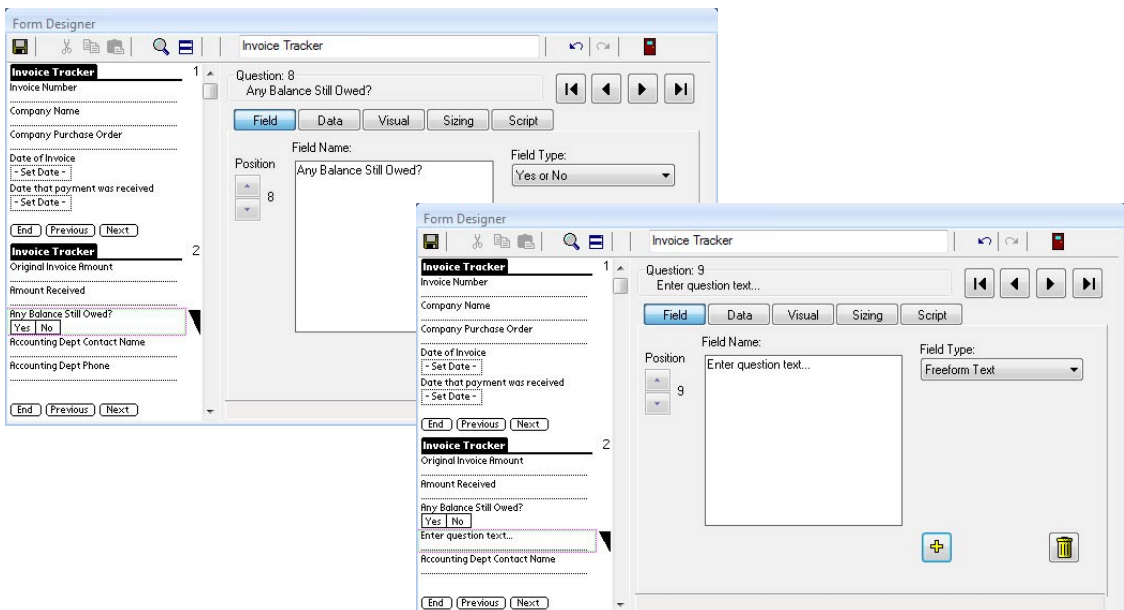 Form Designer
Invoice Tracker
Invoice Tracker 1
Invoice Number
Company Name
Company Purchase Order
Date of Invoice
- Set Date -
Date that payment was received
- Set Date -
End Previous Next
Invoice Tracker 2
Original Invoice Amount
Amount Received
Any Balance Still Owed?
Yes No
Accounting Dept Contact Name
Accounting Dept Phone
End Previous Next
Question: 8
Any Balance Still Owed?
Field Data Visual Sizing Script
Position
8
Field Name:
Any Balance Still Owed?
Field Type:
Yes or No
Form Designer
Invoice Tracker
Invoice Tracker 1
Invoice Number
Company Name
Company Purchase Order
Date of Invoice
- Set Date -
Date that payment was received
- Set Date -
End Previous Next
Invoice Tracker 2
Original Invoice Amount
Amount Received
Any Balance Still Owed?
Yes No
Enter question text...
Accounting Dept Contact Name
End Previous Next
Question: 9
Enter question text...
Field Data Visual Sizing Script
Position
9
Field Name:
Enter question text...
Field Type:
Freeform Text